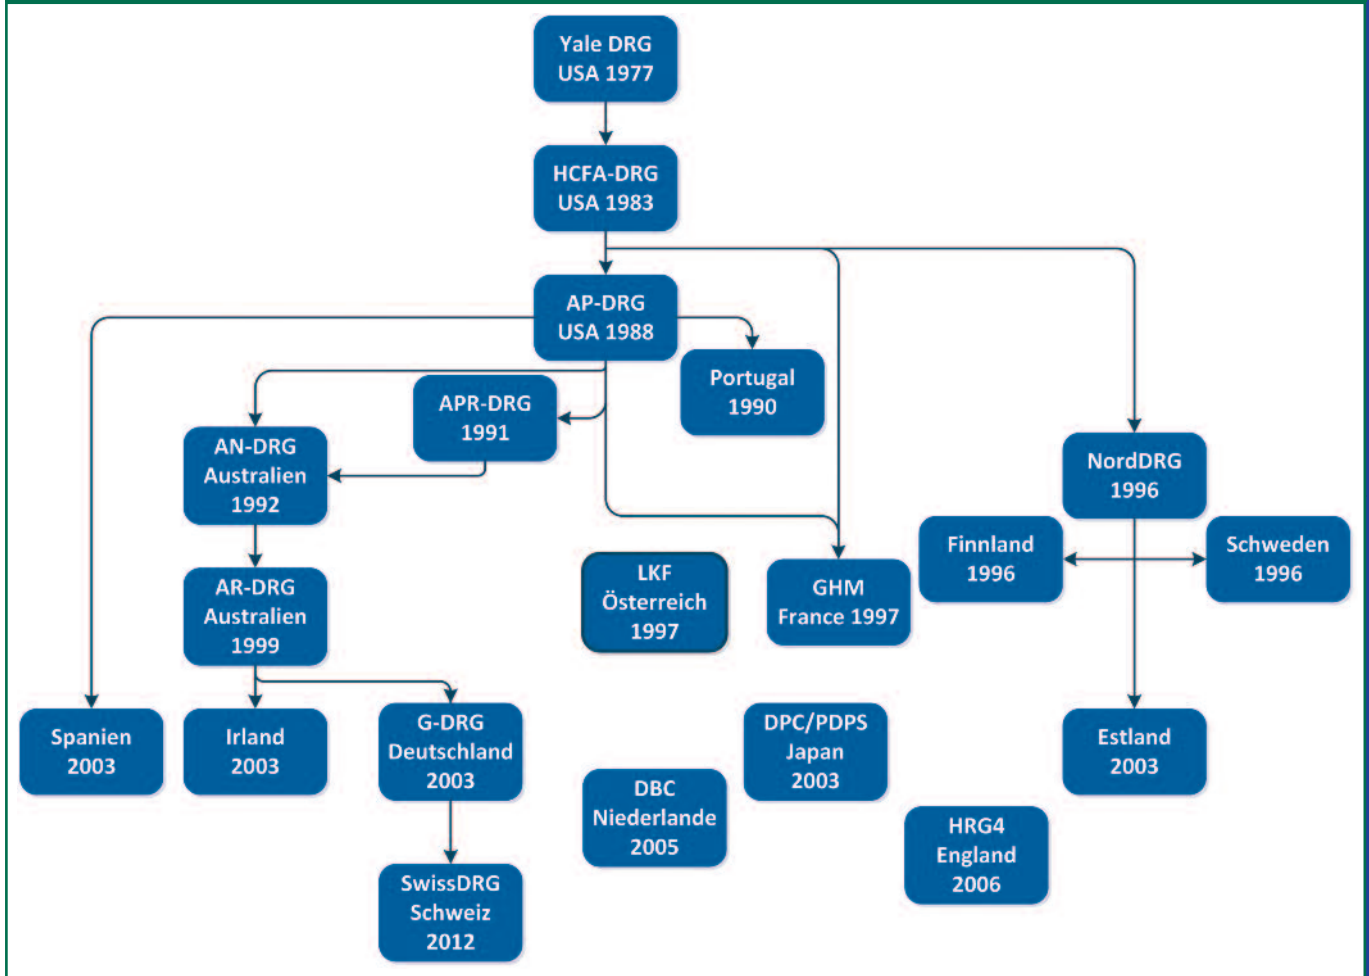 Yale DRG
USA 1977
HCFA-DRG
USA 1983
AP-DRG
USA 1988
Portugal
1990
APR-DRG
1991
AN-DRG
Australien
1992
NordDRG
1996
Finnland
1996
Schweden
1996
LKF
Österreich
1997
GHM
France 1997
AR-DRG
Australien
1999
Spanien
2003
Irland
2003
G-DRG
Deutschland
2003
DPC/PDPS
Japan
2003
Estland
2003
DBC
Niederlande
2005
HRG4
England
2006
SwissDRG
Schweiz
2012